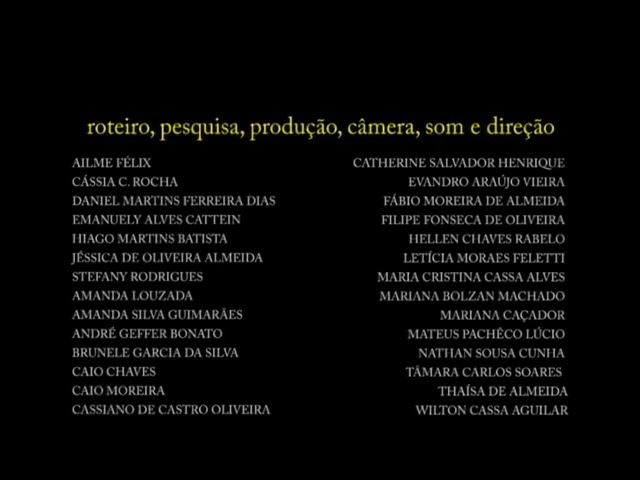 roteiro, pesquisa, produção, câmera, som e direção
AILME FÉLIX
CÁSSIA C. ROCHA
DANIEL MARTINS FERREIRA DIAS
EMANUELY ALVES CATTEIN
HIAGO MARTINS BATISTA
JÉSSICA DE OLIVEIRA ALMEIDA
STEFANY RODRIGUES
AMANDA LOUZADA
AMANDA SILVA GUIMARÃES
ANDRÉ GEFFER BONATO
BRUNELE GARCIA DA SILVA
CAIO CHAVES
CAIO MOREIRA
CASSIANO DE CASTRO OLIVEIRA
CATHERINE SALVADOR HENRIQUE
EVANDRO ARAÚJO VIEIRA
FÁBIO MOREIRA DE ALMEIDA
FILIPE FONSECA DE OLIVEIRA
HELLEN CHAVES RABELO
LETÍCIA MORAES FELETTI
MARIA CRISTINA CASSA ALVES
MARIANA BOLZAN MACHADO
MARIANA CAÇADOR
MATEUS PACHÊCO LÚCIO
NATHAN SOUSA CUNHA
TÂMARA CARLOS SOARES
THAÍSA DE ALMEIDA
WILTON CASSA AGUILAR